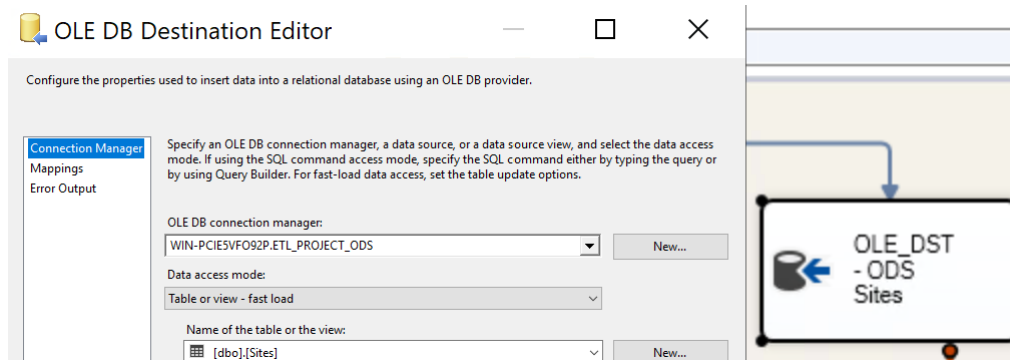 OLE DB Destination Editor
Configure the properties used to insert data into a relational database using an OLE DB provider.
Connection Manager
Mappings
Error Output
Specify an OLE DB connection manager, a data source, or a data source view, and select the data access
mode. If using the SQL command access mode, specify the SQL command either by typing the query or
by using Query Builder. For fast-load data access, set the table update options.
OLE DB connection manager:
WIN-PCIE5VFO92P.ETL_PROJECT_ODS
New...
Data access mode:
Table or view - fast load
Name of the table or the view:
[dbo].[Sites]
New...
OLE_DST
- ODS
Sites